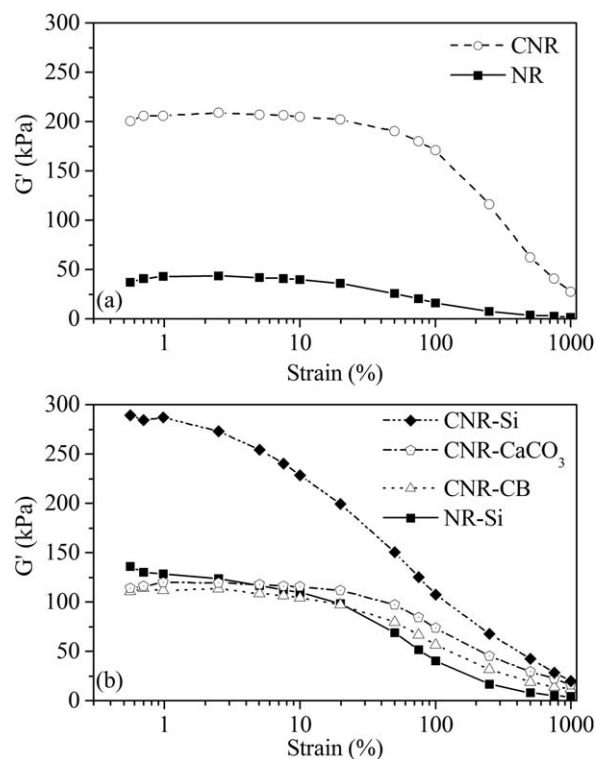 300
250
200
150
100
50
0
G' (kPa)
CNR
NR
(a)
1 10 100 1000
Strain (%)
300
250
200
150
100
50
0
G' (kPa)
CNR-Si
CNR-CaCO₃
CNR-CB
NR-Si
(b)
1 10 100 1000
Strain (%)